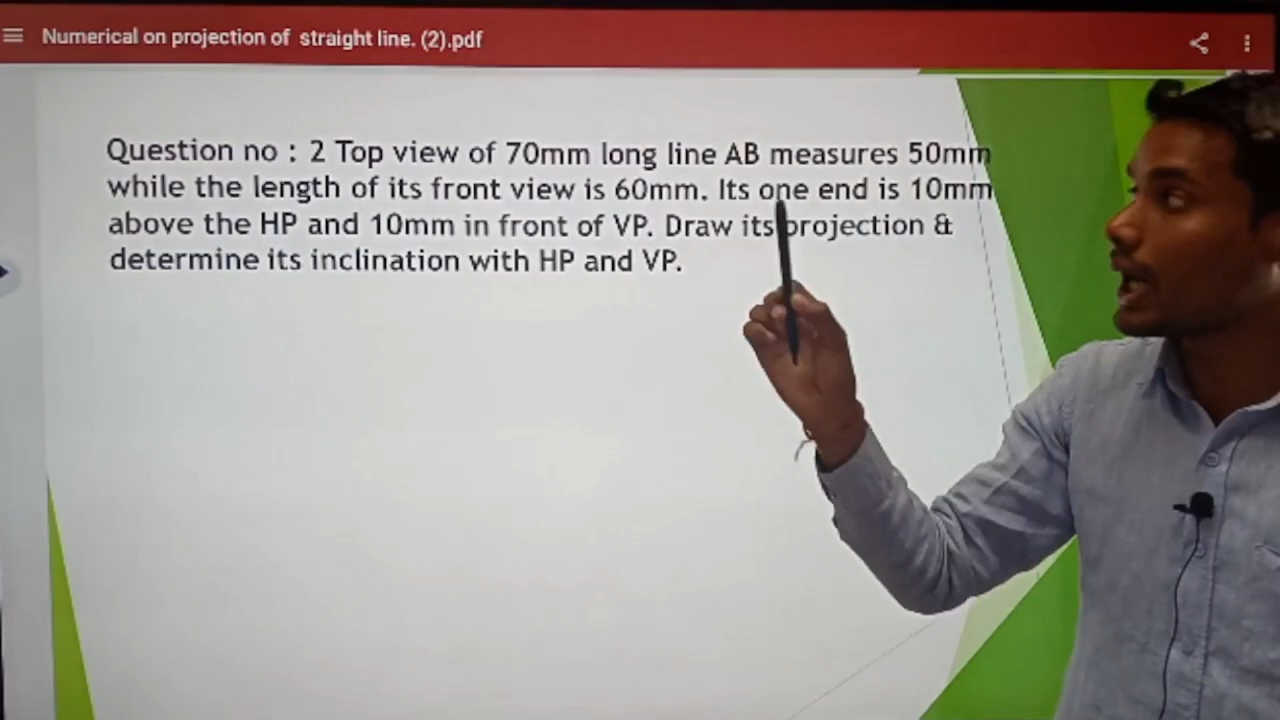 Numerical on projection of straight line. (2).pdf
Question no : 2 Top view of 70mm long line AB measures 50mm
while the length of its front view is 60mm. Its one end is 10mm
above the HP and 10mm in front of VP. Draw its projection &
determine its inclination with HP and VP.